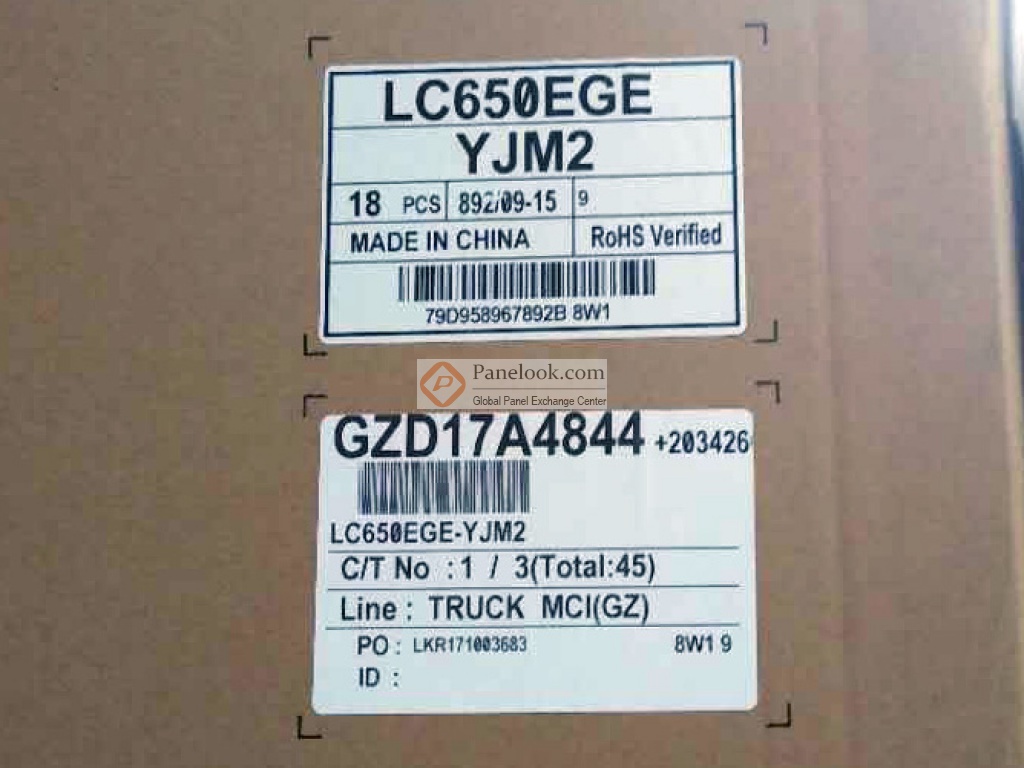 LC650EGE
YJM2
18 PCS 892/09-15 9
MADE IN CHINA RoHS Verified
79D958967892B 8W1
Panelook.com
Global Panel Exchange Center
GZD17A4844 +203426
LC650EGE-YJM2
C/T No : 1 / 3(Total:45)
Line : TRUCK MCI(GZ)
PO : LKR171003683 8W1 9
ID :